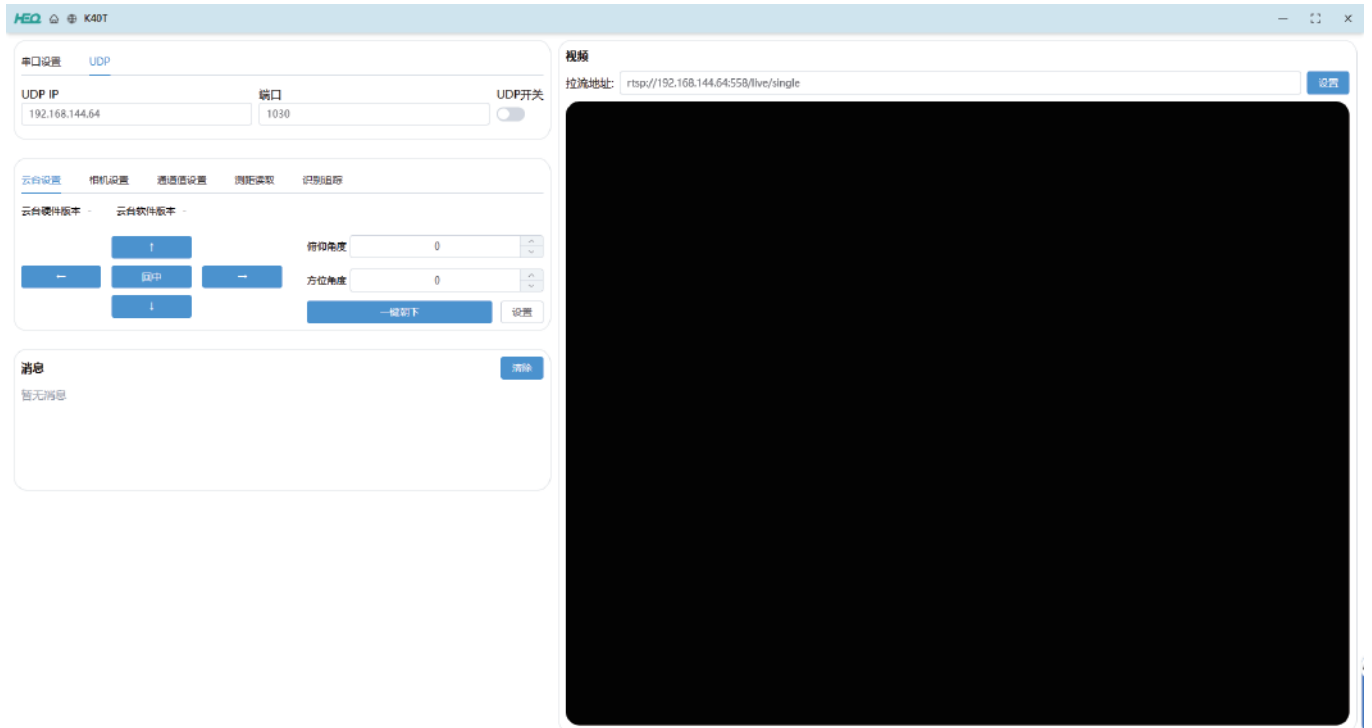 HEQ K40T
串口设置 UDP
UDP IP 端口 UDP开关
192.168.144.64 1030
云台设置 相机设置 通道值设置 测距读取 识别追踪
云台硬件版本 - 云台软件版本 -
↑
← 回中 →
↓
俯仰角度 0
方位角度 0
一键朝下 设置
消息 清除
暂无消息
视频
拉流地址: rtsp://192.168.144.64:558/live/single 设置